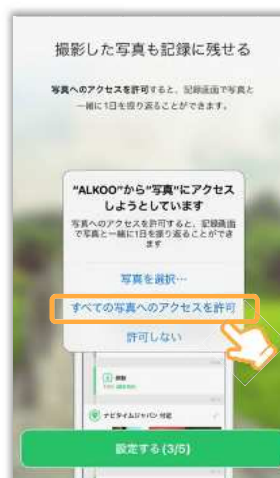 撮影した写真も記録に残せる
写真へのアクセスを許可すると、記録画面で写真と
一緒に1日を振り返ることができます。
"ALKOO"から"写真"にアクセス
しようとしています
写真へのアクセスを許可すると、記録画面
で写真と一緒に1日を振り返ることができ
ます
写真を選択…
すべての写真へのアクセスを許可
許可しない
移動
ナビタイムジャパン 付近
設定する(3/5)